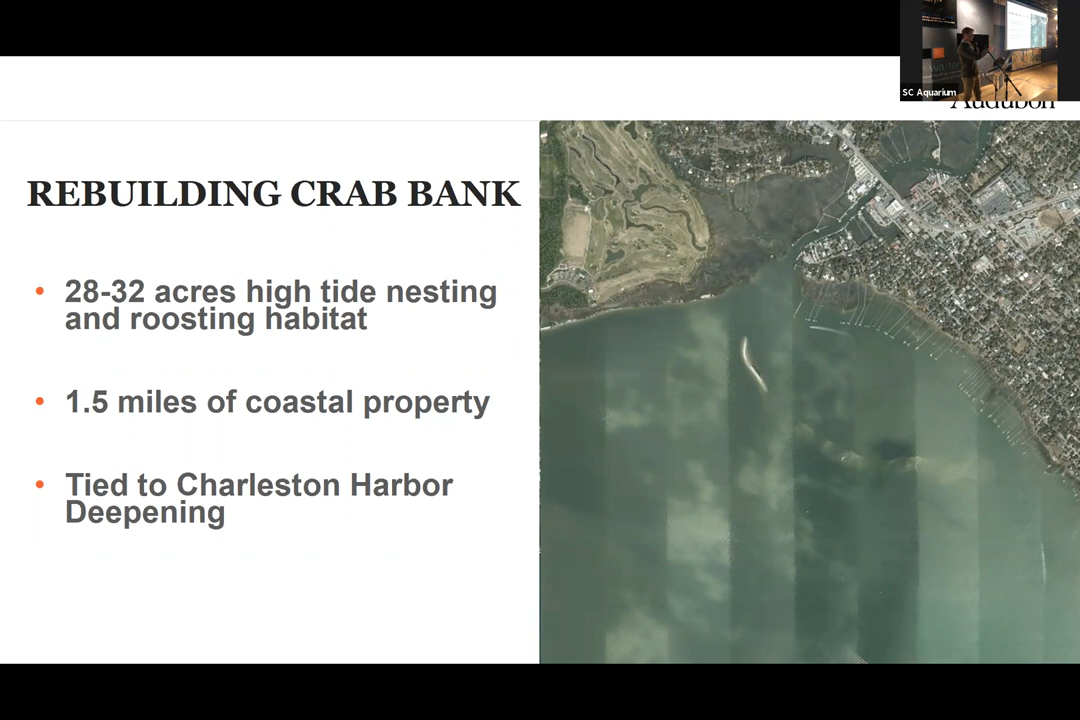 SC Aquarium
Audubon
REBUILDING CRAB BANK
• 28-32 acres high tide nesting
and roosting habitat
• 1.5 miles of coastal property
• Tied to Charleston Harbor
Deepening